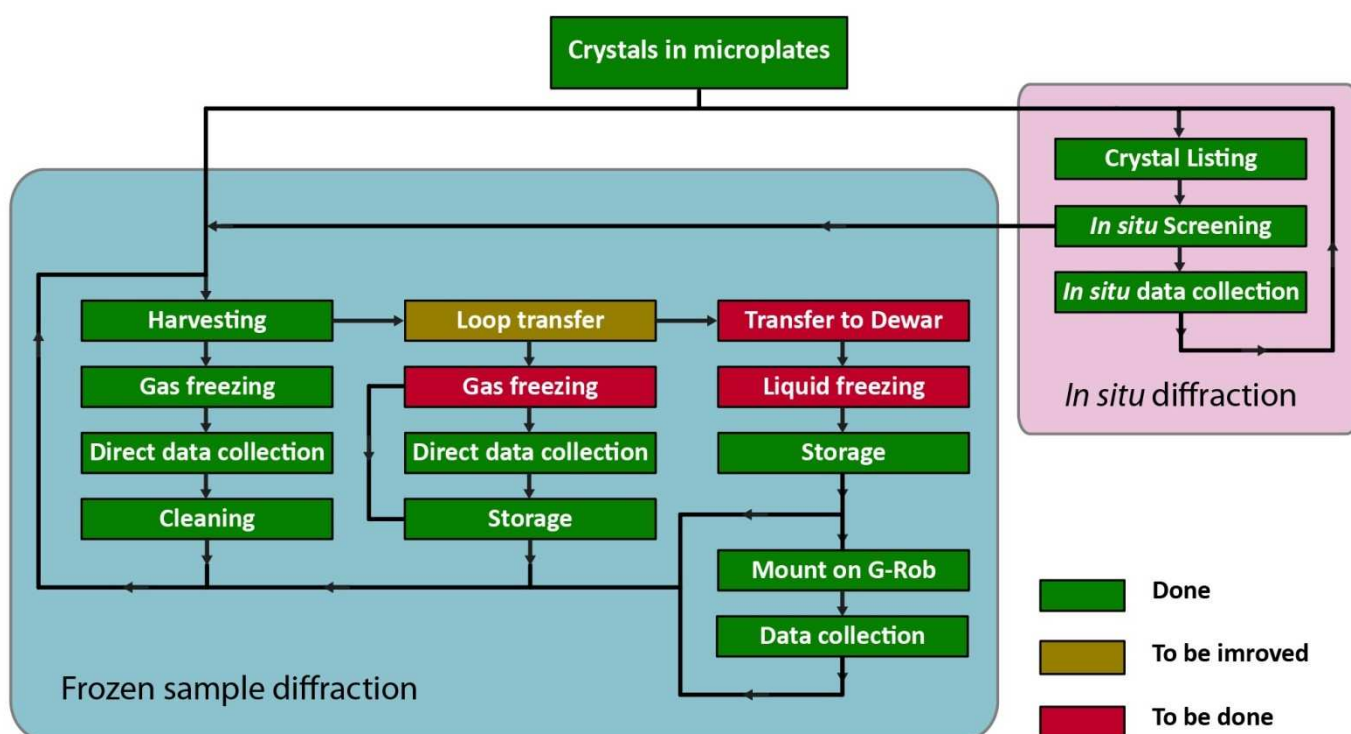 Crystals in microplates
Crystal Listing
In situ Screening
In situ data collection
In situ diffraction
Harvesting
Loop transfer
Transfer to Dewar
Gas freezing
Gas freezing
Liquid freezing
Direct data collection
Direct data collection
Storage
Cleaning
Storage
Mount on G-Rob
Data collection
Frozen sample diffraction
Done
To be imroved
To be done